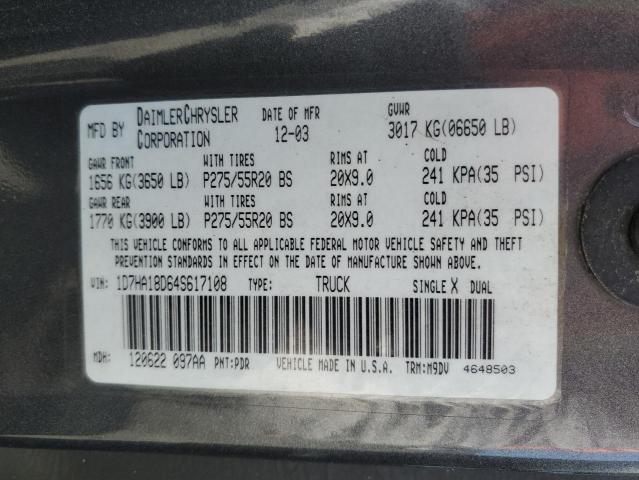 MFD BY DAIMLERCHRYSLER CORPORATION DATE OF MFR 12-03 GVWR 3017 KG(06650 LB)
GAWR FRONT WITH TIRES RIMS AT COLD
1656 KG(3650 LB) P275/55R20 BS 20X9.0 241 KPA(35 PSI)
GAWR REAR WITH TIRES RIMS AT COLD
1770 KG(3900 LB) P275/55R20 BS 20X9.0 241 KPA(35 PSI)
THIS VEHICLE CONFORMS TO ALL APPLICABLE FEDERAL MOTOR VEHICLE SAFETY AND THEFT
PREVENTION STANDARDS IN EFFECT ON THE DATE OF MANUFACTURE SHOWN ABOVE.
VIN: 1D7HA18D64S617108 TYPE: TRUCK SINGLE X DUAL
MDH: 120622 097AA PNT:PDR VEHICLE MADE IN U.S.A. TRM:M9DV 4648503